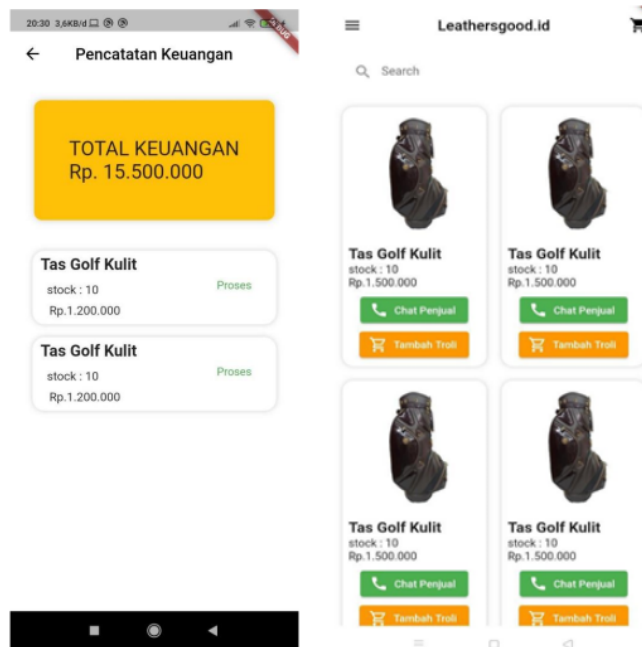 20:30 3,6KB/d
Pencatatan Keuangan
TOTAL KEUANGAN
Rp. 15.500.000
Tas Golf Kulit
stock : 10
Proses
Rp.1.200.000
Tas Golf Kulit
stock : 10
Proses
Rp.1.200.000
Leathersgood.id
Search
Tas Golf Kulit
stock : 10
Rp.1.500.000
Chat Penjual
Tambah Troli
Tas Golf Kulit
stock : 10
Rp.1.500.000
Chat Penjual
Tambah Troli
Tas Golf Kulit
stock : 10
Rp.1.500.000
Chat Penjual
Tambah Troli
Tas Golf Kulit
stock : 10
Rp.1.500.000
Chat Penjual
Tambah Troli